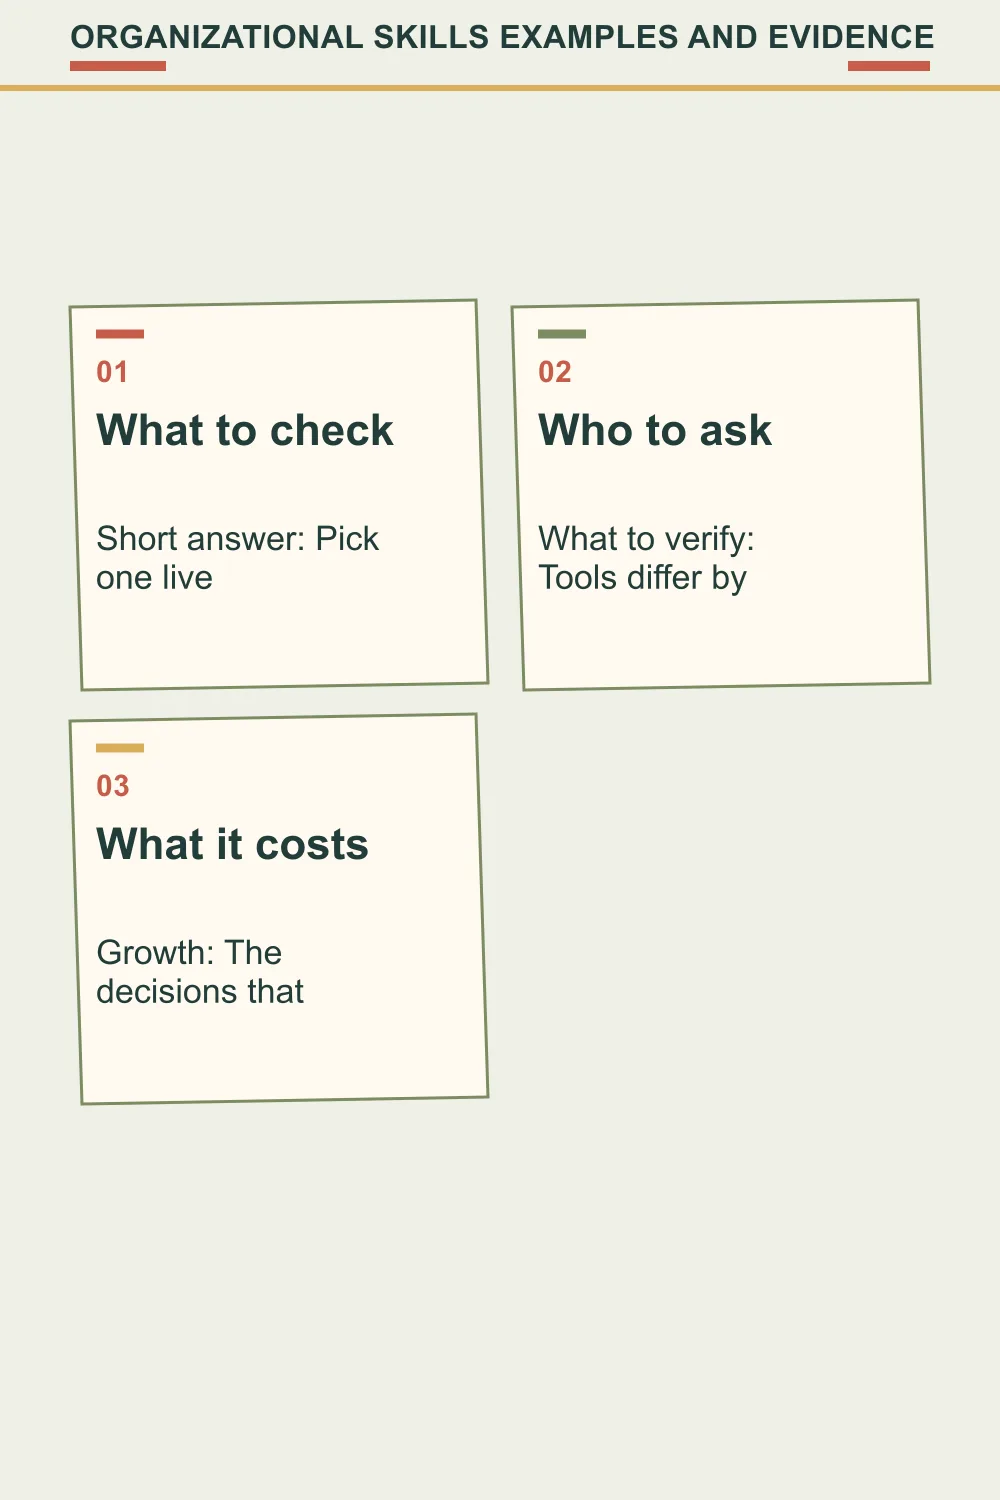 ORGANIZATIONAL SKILLS EXAMPLES AND EVIDENCE
01
What to check
Short answer: Pick
one live
02
Who to ask
What to verify:
Tools differ by
03
What it costs
Growth: The
decisions that